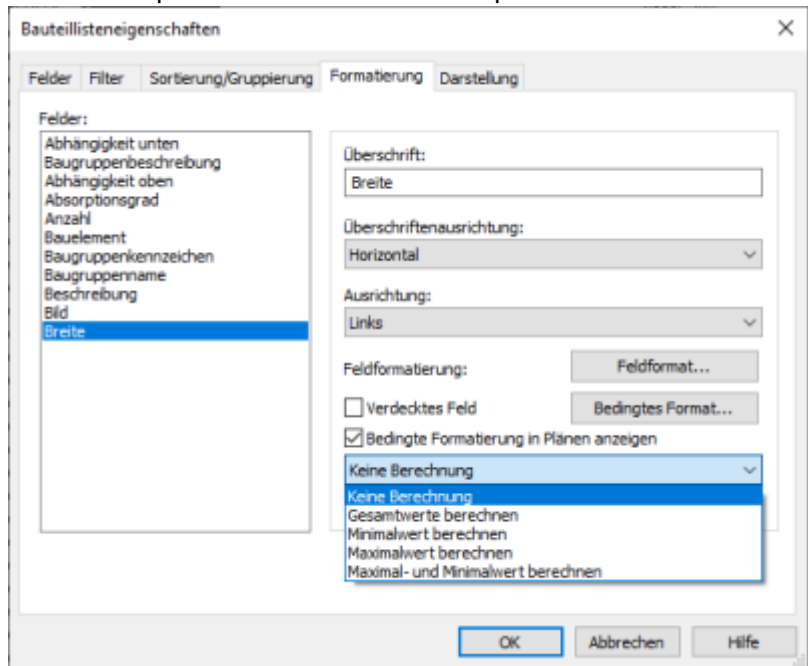 Bauteillisteneigenschaften
Felder Filter Sortierung/Gruppierung Formatierung Darstellung
Felder:
Abhängigkeit unten
Baugruppenbeschreibung
Abhängigkeit oben
Absorptionsgrad
Anzahl
Bauelement
Baugruppenkennzeichen
Baugruppenname
Beschreibung
Bild
Breite
Überschrift:
Breite
Überschriftenausrichtung:
Horizontal
Ausrichtung:
Links
Feldformatierung: Feldformat...
Verdecktes Feld Bedingtes Format...
Bedingte Formatierung in Plänen anzeigen
Keine Berechnung
Keine Berechnung
Gesamtwerte berechnen
Minimalwert berechnen
Maximalwert berechnen
Maximal- und Minimalwert berechnen
OK Abbrechen Hilfe